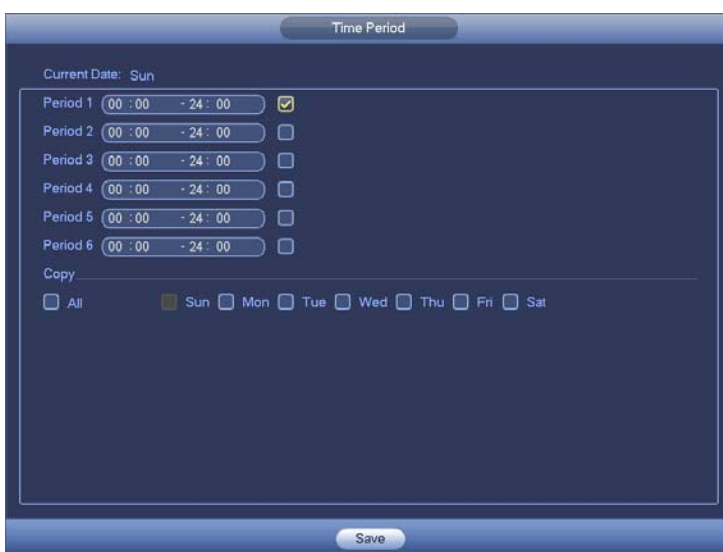 Time Period
Current Date: Sun
Period 1 00 :00 - 24 : 00
Period 2 00 :00 - 24 : 00
Period 3 00 :00 - 24 : 00
Period 4 00 :00 - 24 : 00
Period 5 00 :00 - 24 : 00
Period 6 00 :00 - 24 : 00
Copy
All Sun Mon Tue Wed Thu Fri Sat
Save